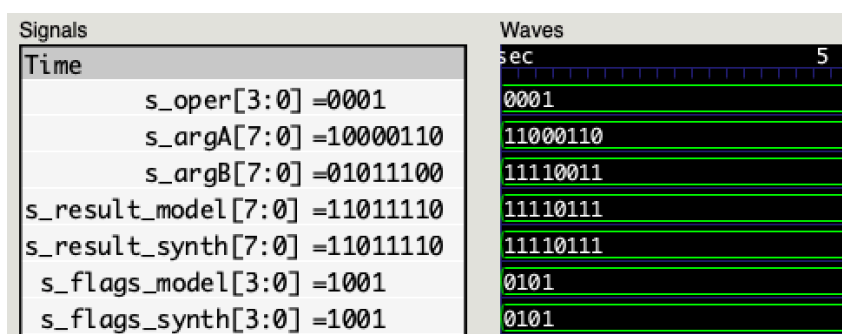 Signals Waves
Time sec 5
s_oper[3:0] =0001 0001
s_argA[7:0] =10000110 11000110
s_argB[7:0] =01011100 11110011
s_result_model[7:0] =11011110 11110111
s_result_synth[7:0] =11011110 11110111
s_flags_model[3:0] =1001 0101
s_flags_synth[3:0] =1001 0101